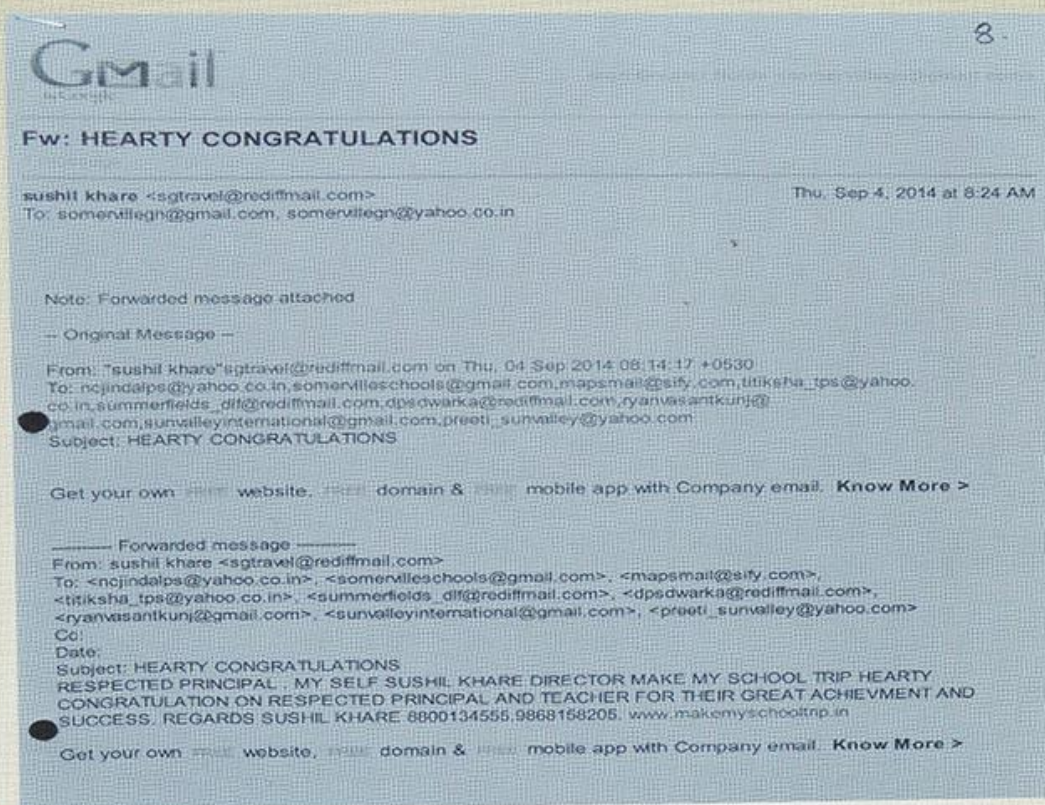 8.
GMail
by Google
Fw: HEARTY CONGRATULATIONS
sushil khare <sgtravel@rediffmail.com> Thu, Sep 4, 2014 at 8:24 AM
To: somervillegn@gmail.com, somervillegn@yahoo.co.in
Note: Forwarded message attached
-- Original Message --
From: "sushil khare"sgtravel@rediffmail.com on Thu, 04 Sep 2014 08:14:17 +0530
To: ncjindalps@yahoo.co.in,somervilleschools@gmail.com,mapsmail@sify.com,titiksha_tps@yahoo.
co.in,summerfields_dlf@rediffmail.com,dpsdwarka@rediffmail.com,ryanvasantkunj@
gmail.com,sunvalleyinternational@gmail.com,preeti_sunvalley@yahoo.com
Subject: HEARTY CONGRATULATIONS
Get your own FREE website, FREE domain & FREE mobile app with Company email. Know More >
---------- Forwarded message ----------
From: sushil khare <sgtravel@rediffmail.com>
To: <ncjindalps@yahoo.co.in>, <somervilleschools@gmail.com>, <mapsmail@sify.com>,
<titiksha_tps@yahoo.co.in>, <summerfields_dlf@rediffmail.com>, <dpsdwarka@rediffmail.com>,
<ryanvasantkunj@gmail.com>, <sunvalleyinternational@gmail.com>, <preeti_sunvalley@yahoo.com>
Cc:
Date:
Subject: HEARTY CONGRATULATIONS
RESPECTED PRINCIPAL , MY SELF SUSHIL KHARE DIRECTOR MAKE MY SCHOOL TRIP HEARTY
CONGRATULATION ON RESPECTED PRINCIPAL AND TEACHER FOR THEIR GREAT ACHIEVMENT AND
SUCCESS. REGARDS SUSHIL KHARE 8800134555,9868158205. www.makemyschooltrip.in
Get your own FREE website, FREE domain & FREE mobile app with Company email. Know More >